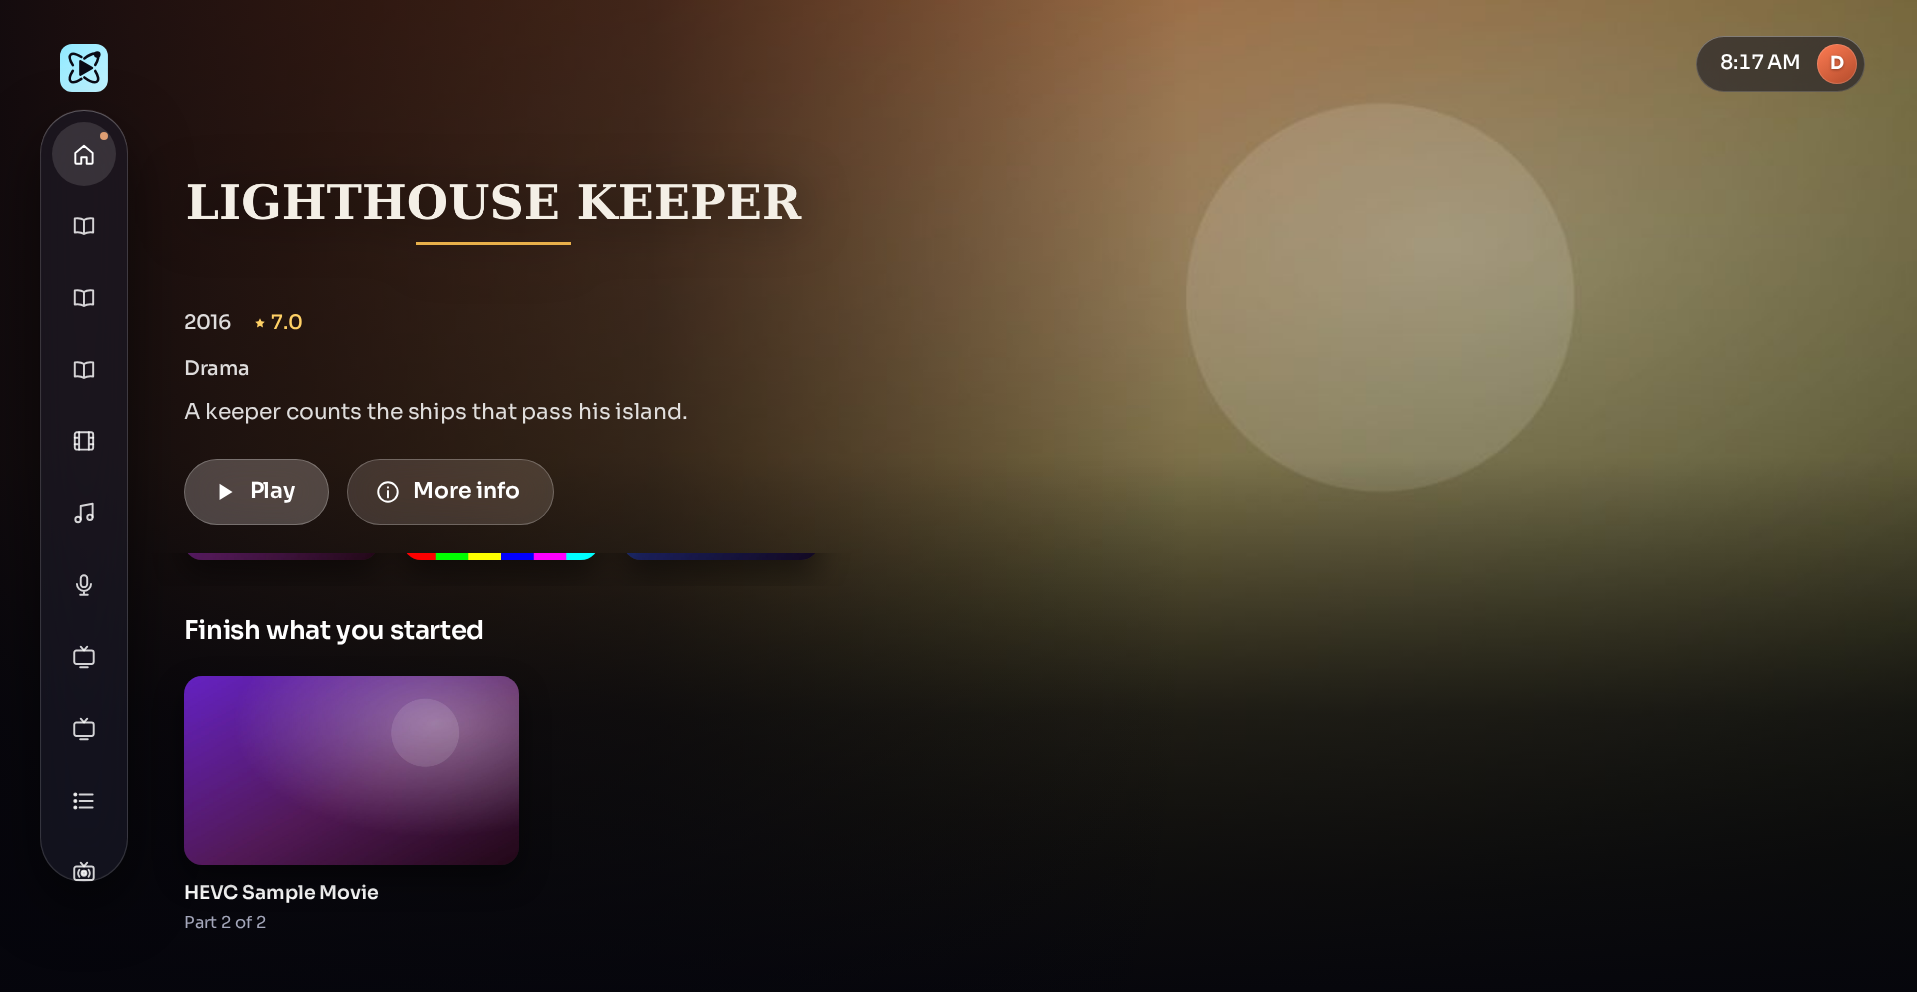 8:17 AM
D
LIGHTHOUSE KEEPER
2016 ★ 7.0
Drama
A keeper counts the ships that pass his island.
Play
More info
Finish what you started
HEVC Sample Movie
Part 2 of 2